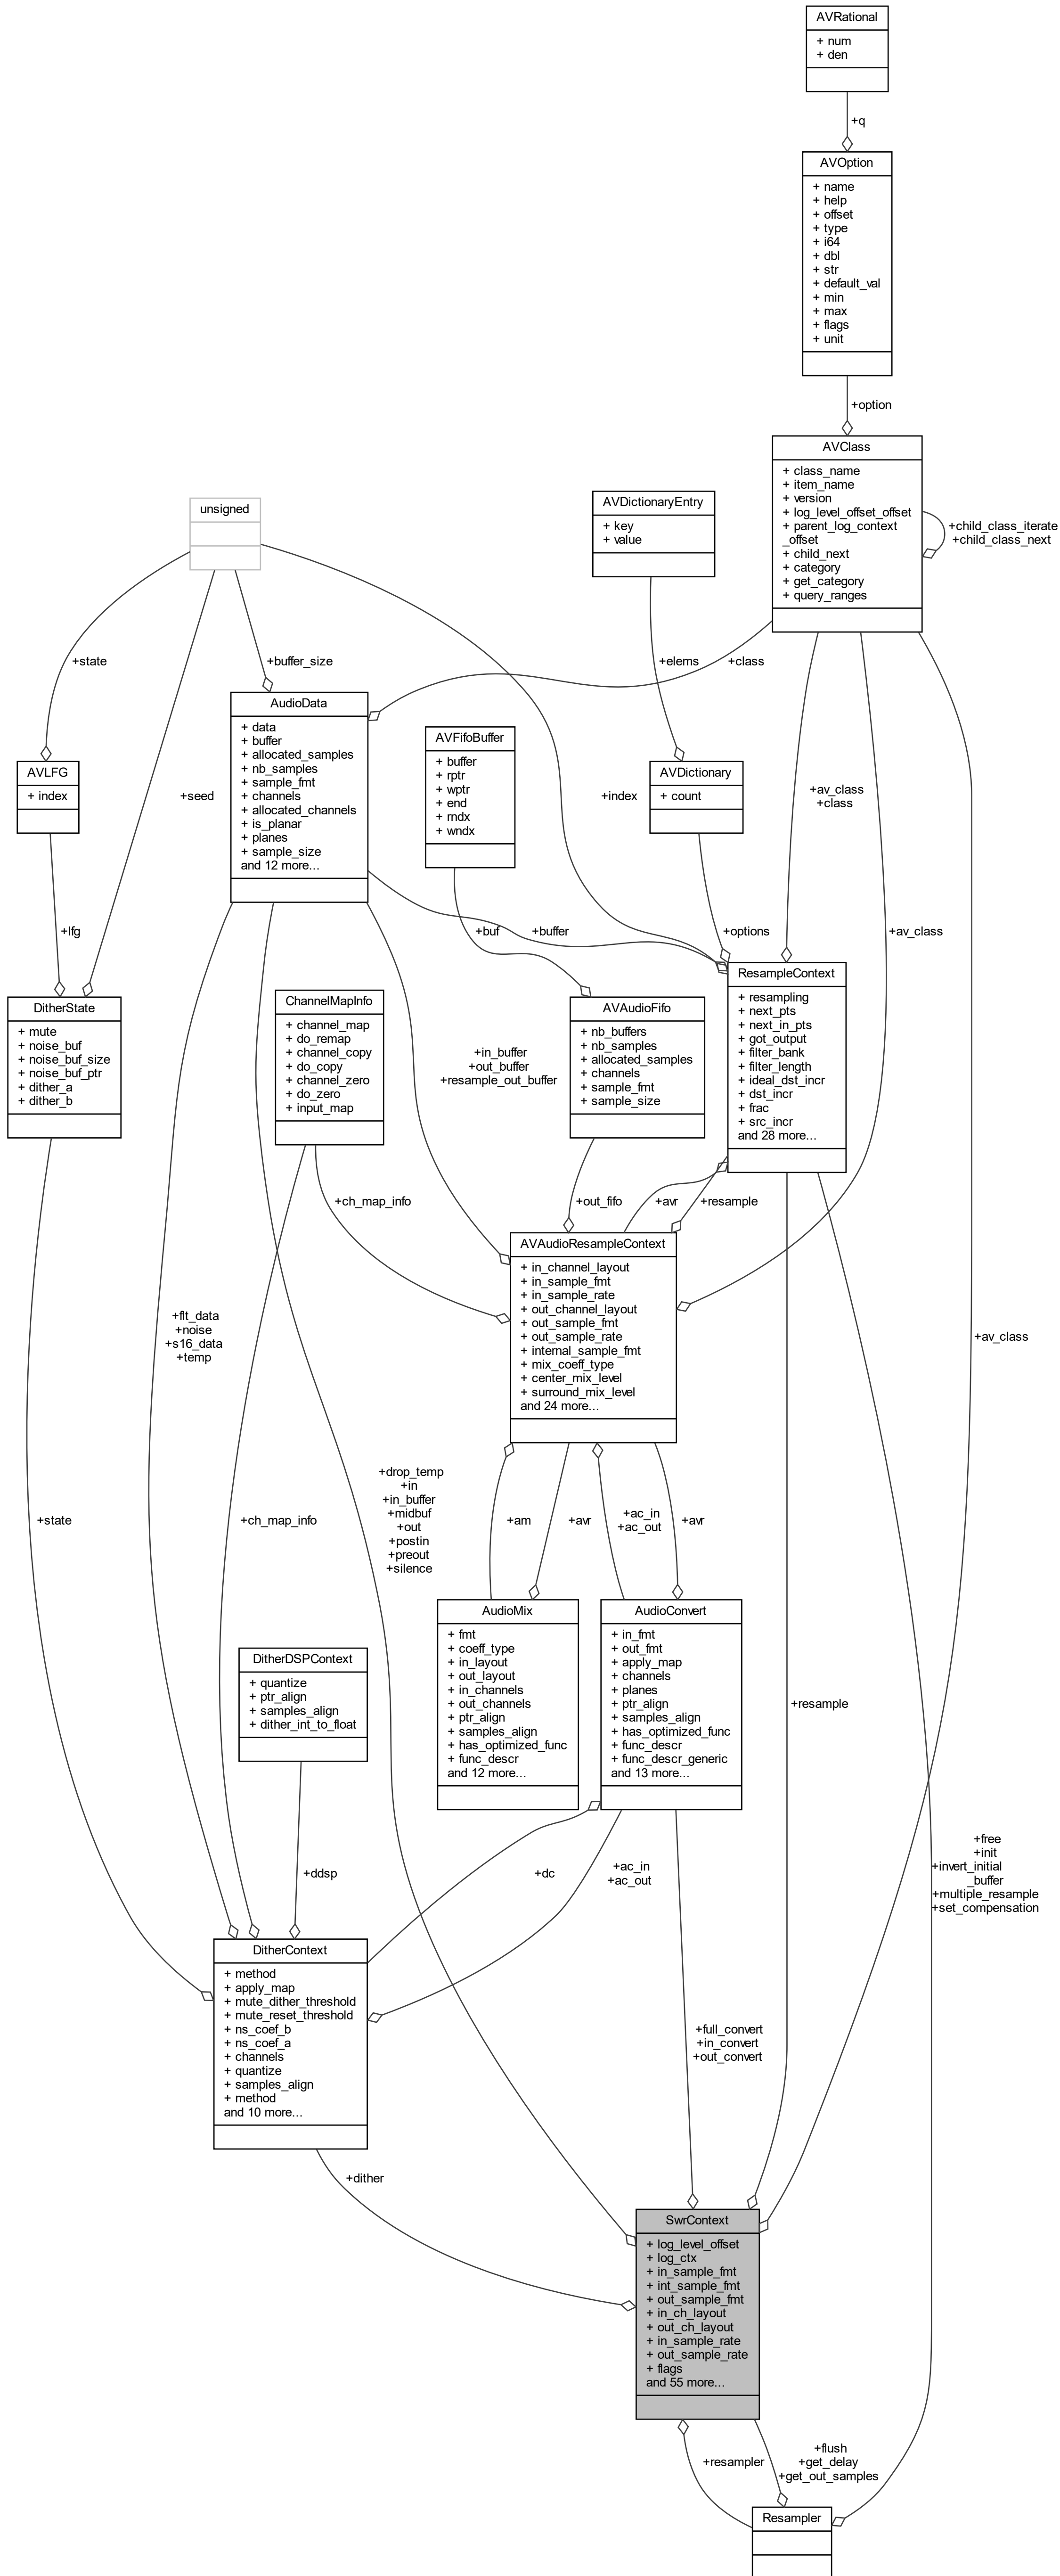 AVRational
+ num
+ den
+q
AVOption
+ name
+ help
+ offset
+ type
+ i64
+ dbl
+ str
+ default_val
+ min
+ max
+ flags
+ unit
+option
AVClass
+ class_name
+ item_name
+ version
+ log_level_offset_offset
+ parent_log_context
_offset
+ child_next
+ category
+ get_category
+ query_ranges
+child_class_iterate
+child_class_next
unsigned
AVDictionaryEntry
+ key
+ value
+state
+buffer_size
+elems
+class
AudioData
+ data
+ buffer
+ allocated_samples
+ nb_samples
+ sample_fmt
+ channels
+ allocated_channels
+ is_planar
+ planes
+ sample_size
and 12 more...
AVFifoBuffer
+ buffer
+ rptr
+ wptr
+ end
+ rndx
+ wndx
AVLFG
+ index
+seed
+index
AVDictionary
+ count
+av_class
+class
+lfg
+buf
+buffer
+options
+av_class
DitherState
+ mute
+ noise_buf
+ noise_buf_size
+ noise_buf_ptr
+ dither_a
+ dither_b
ChannelMapInfo
+ channel_map
+ do_remap
+ channel_copy
+ do_copy
+ channel_zero
+ do_zero
+ input_map
+in_buffer
+out_buffer
+resample_out_buffer
AVAudioFifo
+ nb_buffers
+ nb_samples
+ allocated_samples
+ channels
+ sample_fmt
+ sample_size
ResampleContext
+ resampling
+ next_pts
+ next_in_pts
+ got_output
+ filter_bank
+ filter_length
+ ideal_dst_incr
+ dst_incr
+ frac
+ src_incr
and 28 more...
+ch_map_info
+out_fifo
+avr
+resample
AVAudioResampleContext
+ in_channel_layout
+ in_sample_fmt
+ in_sample_rate
+ out_channel_layout
+ out_sample_fmt
+ out_sample_rate
+ internal_sample_fmt
+ mix_coeff_type
+ center_mix_level
+ surround_mix_level
and 24 more...
+flt_data
+noise
+s16_data
+temp
+av_class
+drop_temp
+in
+in_buffer
+midbuf
+out
+postin
+preout
+silence
+state
+ch_map_info
+am
+avr
+ac_in
+ac_out
+avr
AudioMix
+ fmt
+ coeff_type
+ in_layout
+ out_layout
+ in_channels
+ out_channels
+ ptr_align
+ samples_align
+ has_optimized_func
+ func_descr
and 12 more...
AudioConvert
+ in_fmt
+ out_fmt
+ apply_map
+ channels
+ planes
+ ptr_align
+ samples_align
+ has_optimized_func
+ func_descr
+ func_descr_generic
and 13 more...
DitherDSPContext
+ quantize
+ ptr_align
+ samples_align
+ dither_int_to_float
+resample
+ddsp
+dc
+ac_in
+ac_out
+free
+init
+invert_initial
_buffer
+multiple_resample
+set_compensation
DitherContext
+ method
+ apply_map
+ mute_dither_threshold
+ mute_reset_threshold
+ ns_coef_b
+ ns_coef_a
+ channels
+ quantize
+ samples_align
+ method
and 10 more...
+full_convert
+in_convert
+out_convert
+dither
SwrContext
+ log_level_offset
+ log_ctx
+ in_sample_fmt
+ int_sample_fmt
+ out_sample_fmt
+ in_ch_layout
+ out_ch_layout
+ in_sample_rate
+ out_sample_rate
+ flags
and 55 more...
+resampler
+flush
+get_delay
+get_out_samples
Resampler